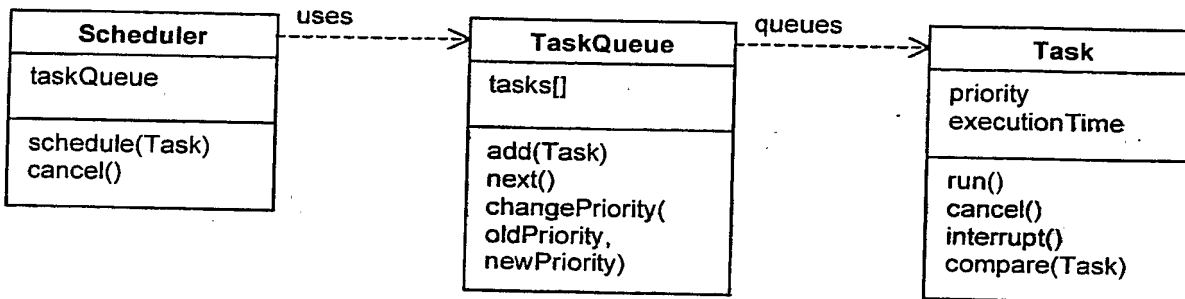 uses
Scheduler
taskQueue
schedule(Task)
cancel()
TaskQueue
tasks[]
add(Task)
next()
changePriority(
oldPriority,
newPriority)
queues
Task
priority
executionTime
run()
cancel()
interrupt()
compare(Task)